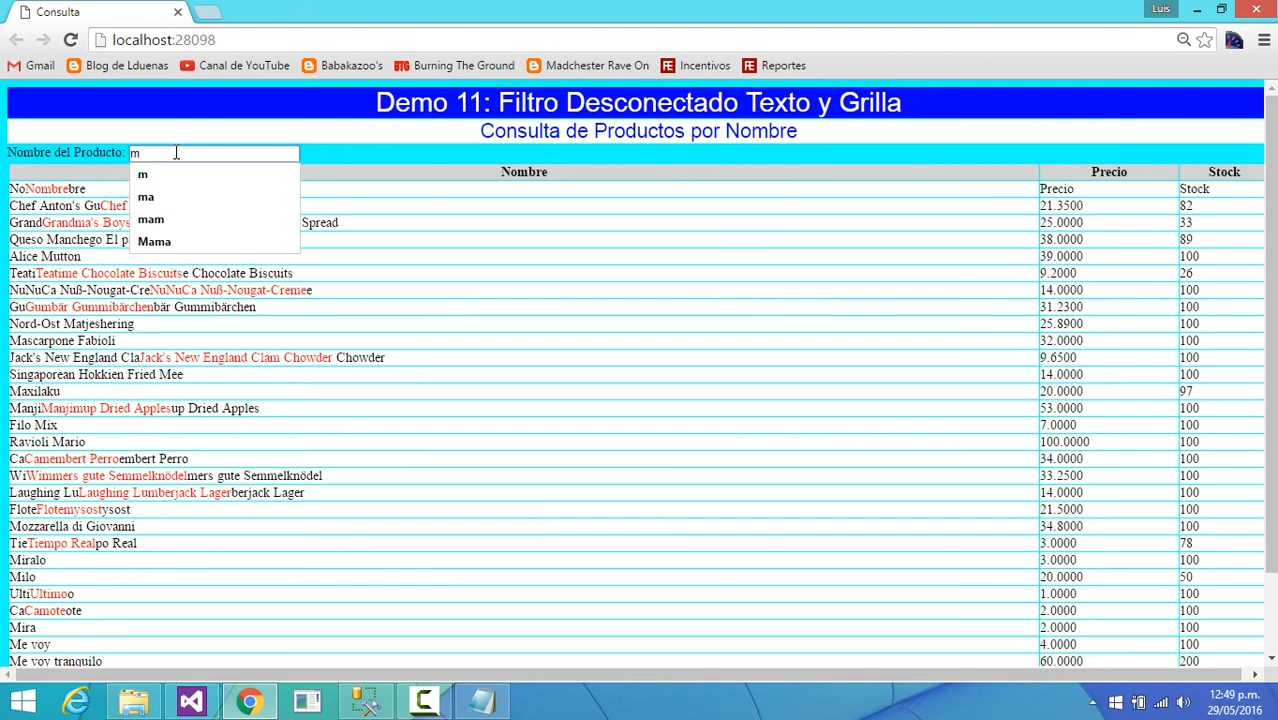 Consulta
Luis
localhost:28098
Gmail Blog de Lduenas Canal de YouTube Babakazoo's BTG Burning The Ground Madchester Rave On FE Incentivos FE Reportes
Demo 11: Filtro Desconectado Texto y Grilla
Consulta de Productos por Nombre
Nombre del Producto: m
m
ma
mam
Mama
Nombre Precio Stock
NoNombrebre Precio Stock
Chef Anton's GuChef 21.3500 82
GrandGrandma's Boys Spread 25.0000 33
Queso Manchego El p 38.0000 89
Alice Mutton 39.0000 100
TeatiTeatime Chocolate Biscuitse Chocolate Biscuits 9.2000 26
NuNuCa Nuß-Nougat-CreNuNuCa Nuß-Nougat-Cremee 14.0000 100
GuGumbär Gummibärchenbär Gummibärchen 31.2300 100
Nord-Ost Matjeshering 25.8900 100
Mascarpone Fabioli 32.0000 100
Jack's New England ClaJack's New England Clam Chowder Chowder 9.6500 100
Singaporean Hokkien Fried Mee 14.0000 100
Maxilaku 20.0000 97
ManjiManjimup Dried Applesup Dried Apples 53.0000 100
Filo Mix 7.0000 100
Ravioli Mario 100.0000 100
CaCamembert Perroembert Perro 34.0000 100
WiWimmers gute Semmelknödelmers gute Semmelknödel 33.2500 100
Laughing LuLaughing Lumberjack Lagerberjack Lager 14.0000 100
FloteFlotemysostysost 21.5000 100
Mozzarella di Giovanni 34.8000 100
TieTiempo Realpo Real 3.0000 78
Miralo 3.0000 100
Milo 20.0000 50
UltiUltimoo 1.0000 100
CaCamoteote 2.0000 100
Mira 2.0000 100
Me voy 4.0000 100
Me voy tranquilo 60.0000 200
12:49 p.m.
29/05/2016